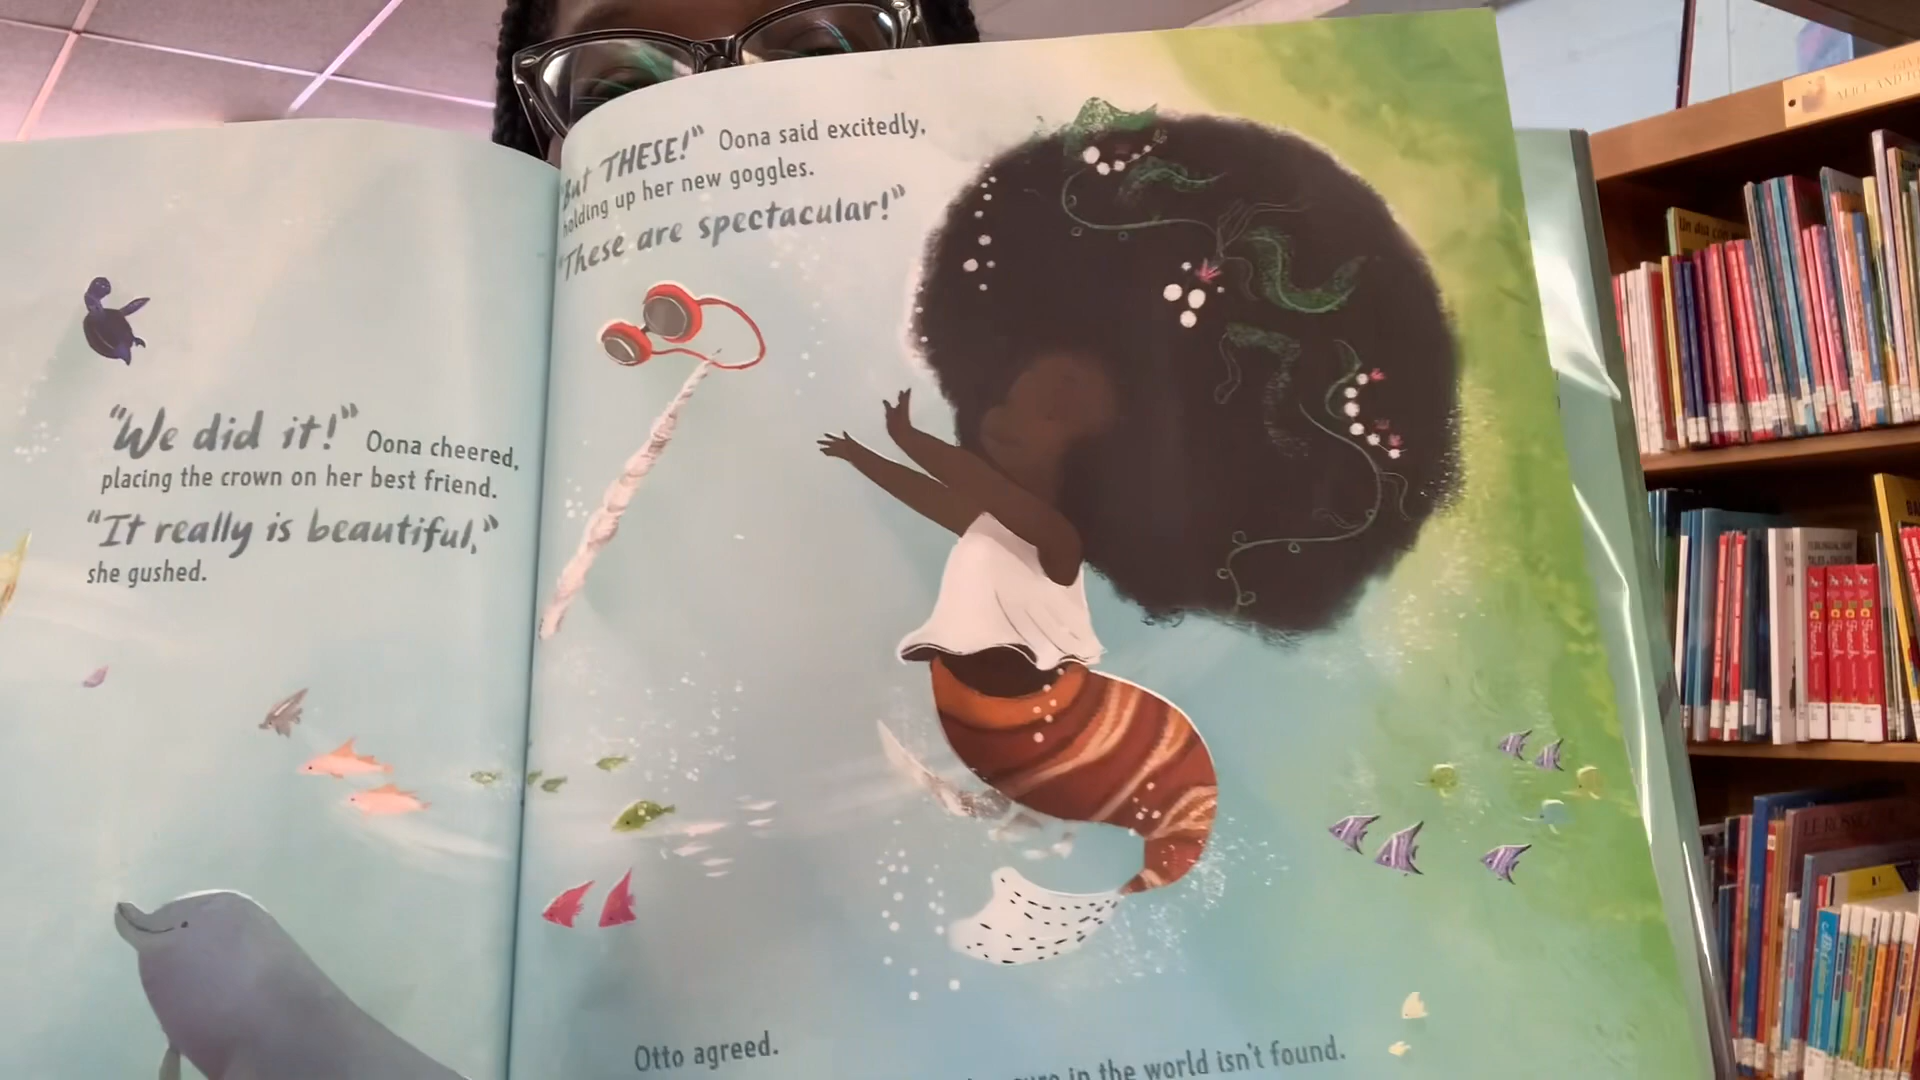 "We did it!" Oona cheered,
placing the crown on her best friend.
"It really is beautiful,"
she gushed.
"But THESE!" Oona said excitedly,
holding up her new goggles.
"These are spectacular!"
Otto agreed.
in the world isn't found.